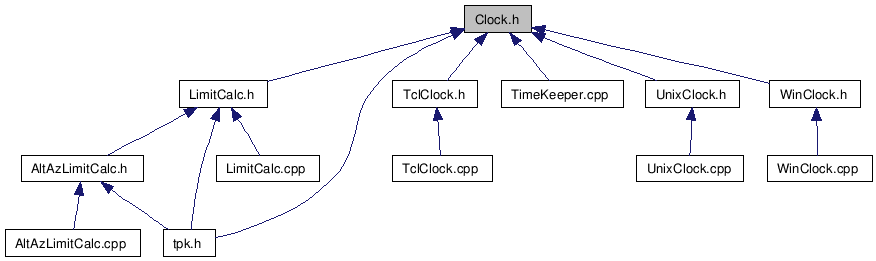 Clock.h
LimitCalc.h
TclClock.h
TimeKeeper.cpp
UnixClock.h
WinClock.h
AltAzLimitCalc.h
LimitCalc.cpp
TclClock.cpp
UnixClock.cpp
WinClock.cpp
AltAzLimitCalc.cpp
tpk.h